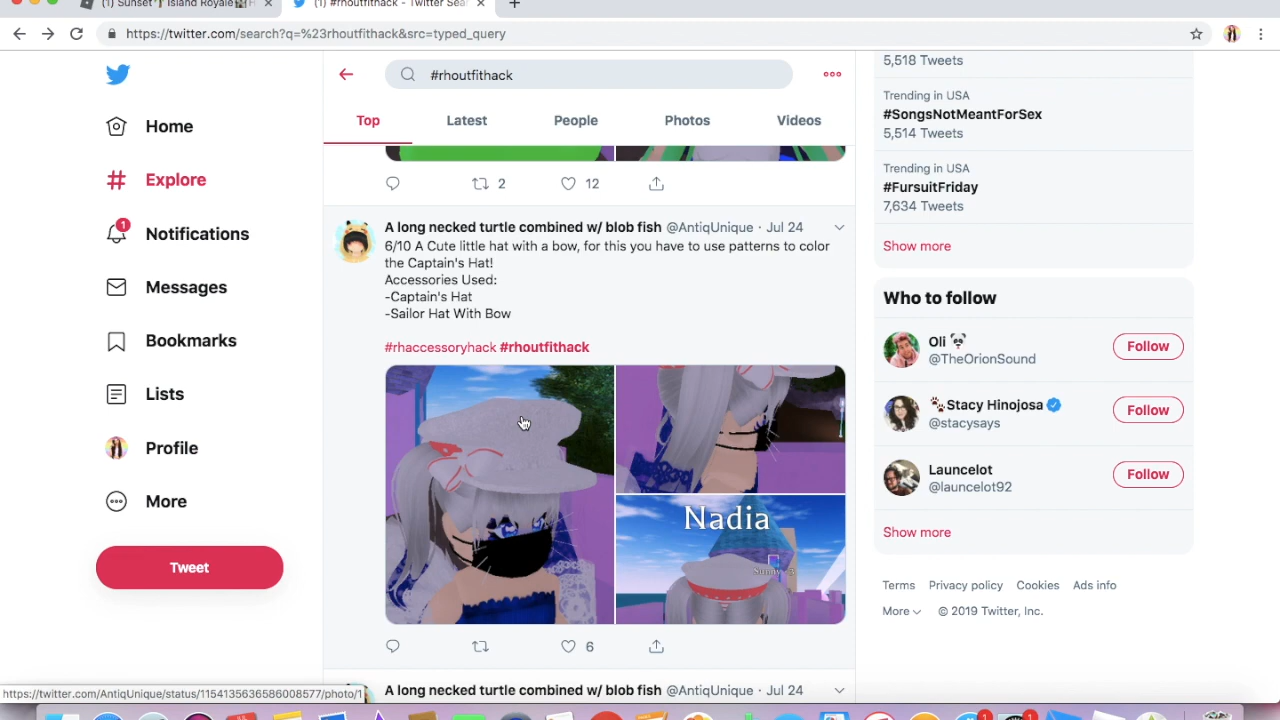 (1) Sunset🌴 Island Royale🏰
(1) #rhoutfithack - Twitter Sear
https://twitter.com/search?q=%23rhoutfithack&src=typed_query
#rhoutfithack
Top
Latest
People
Photos
Videos
Home
Explore
1
Notifications
Messages
Bookmarks
Lists
Profile
More
Tweet
2
12
A long necked turtle combined w/ blob fish @AntiqUnique · Jul 24
6/10 A Cute little hat with a bow, for this you have to use patterns to color
the Captain's Hat!
Accessories Used:
-Captain's Hat
-Sailor Hat With Bow
#rhaccessoryhack #rhoutfithack
Nadia
6
A long necked turtle combined w/ blob fish @AntiqUnique · Jul 24
5,518 Tweets
Trending in USA
#SongsNotMeantForSex
5,514 Tweets
Trending in USA
#FursuitFriday
7,634 Tweets
Show more
Who to follow
Oli 🐼
@TheOrionSound
Follow
🐾Stacy Hinojosa
@stacysays
Follow
Launcelot
@launcelot92
Follow
Show more
Terms Privacy policy Cookies Ads info
More © 2019 Twitter, Inc.
https://twitter.com/AntiqUnique/status/1154135636586008577/photo/1
1
1